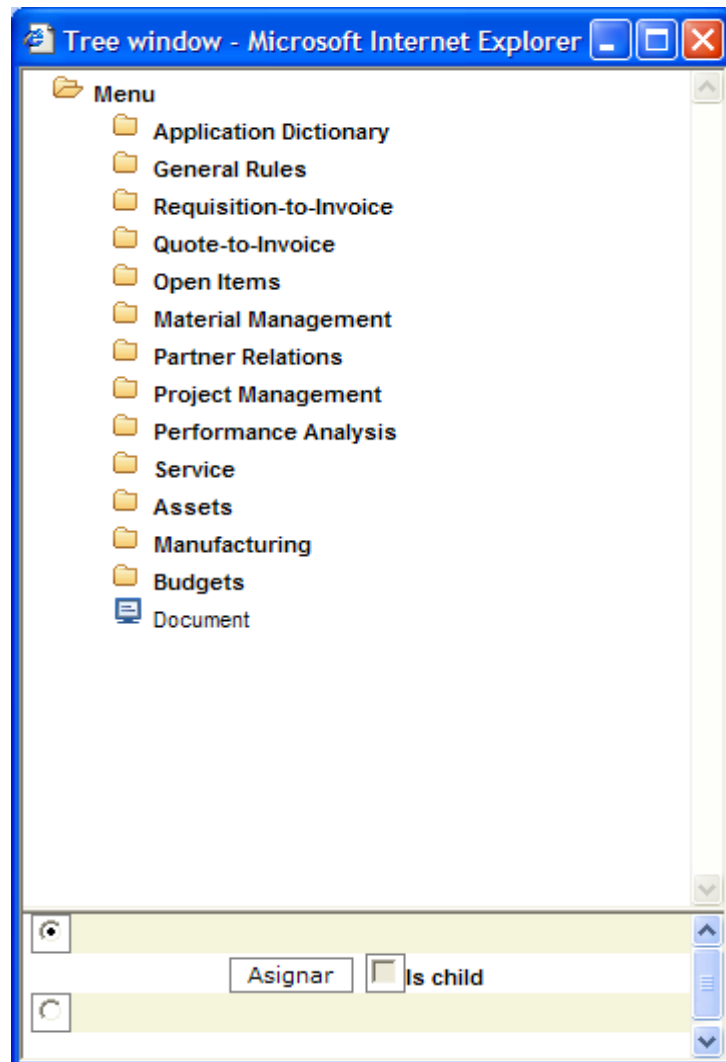 Tree window - Microsoft Internet Explorer
Menu
Application Dictionary
General Rules
Requisition-to-Invoice
Quote-to-Invoice
Open Items
Material Management
Partner Relations
Project Management
Performance Analysis
Service
Assets
Manufacturing
Budgets
Document
Asignar Is child